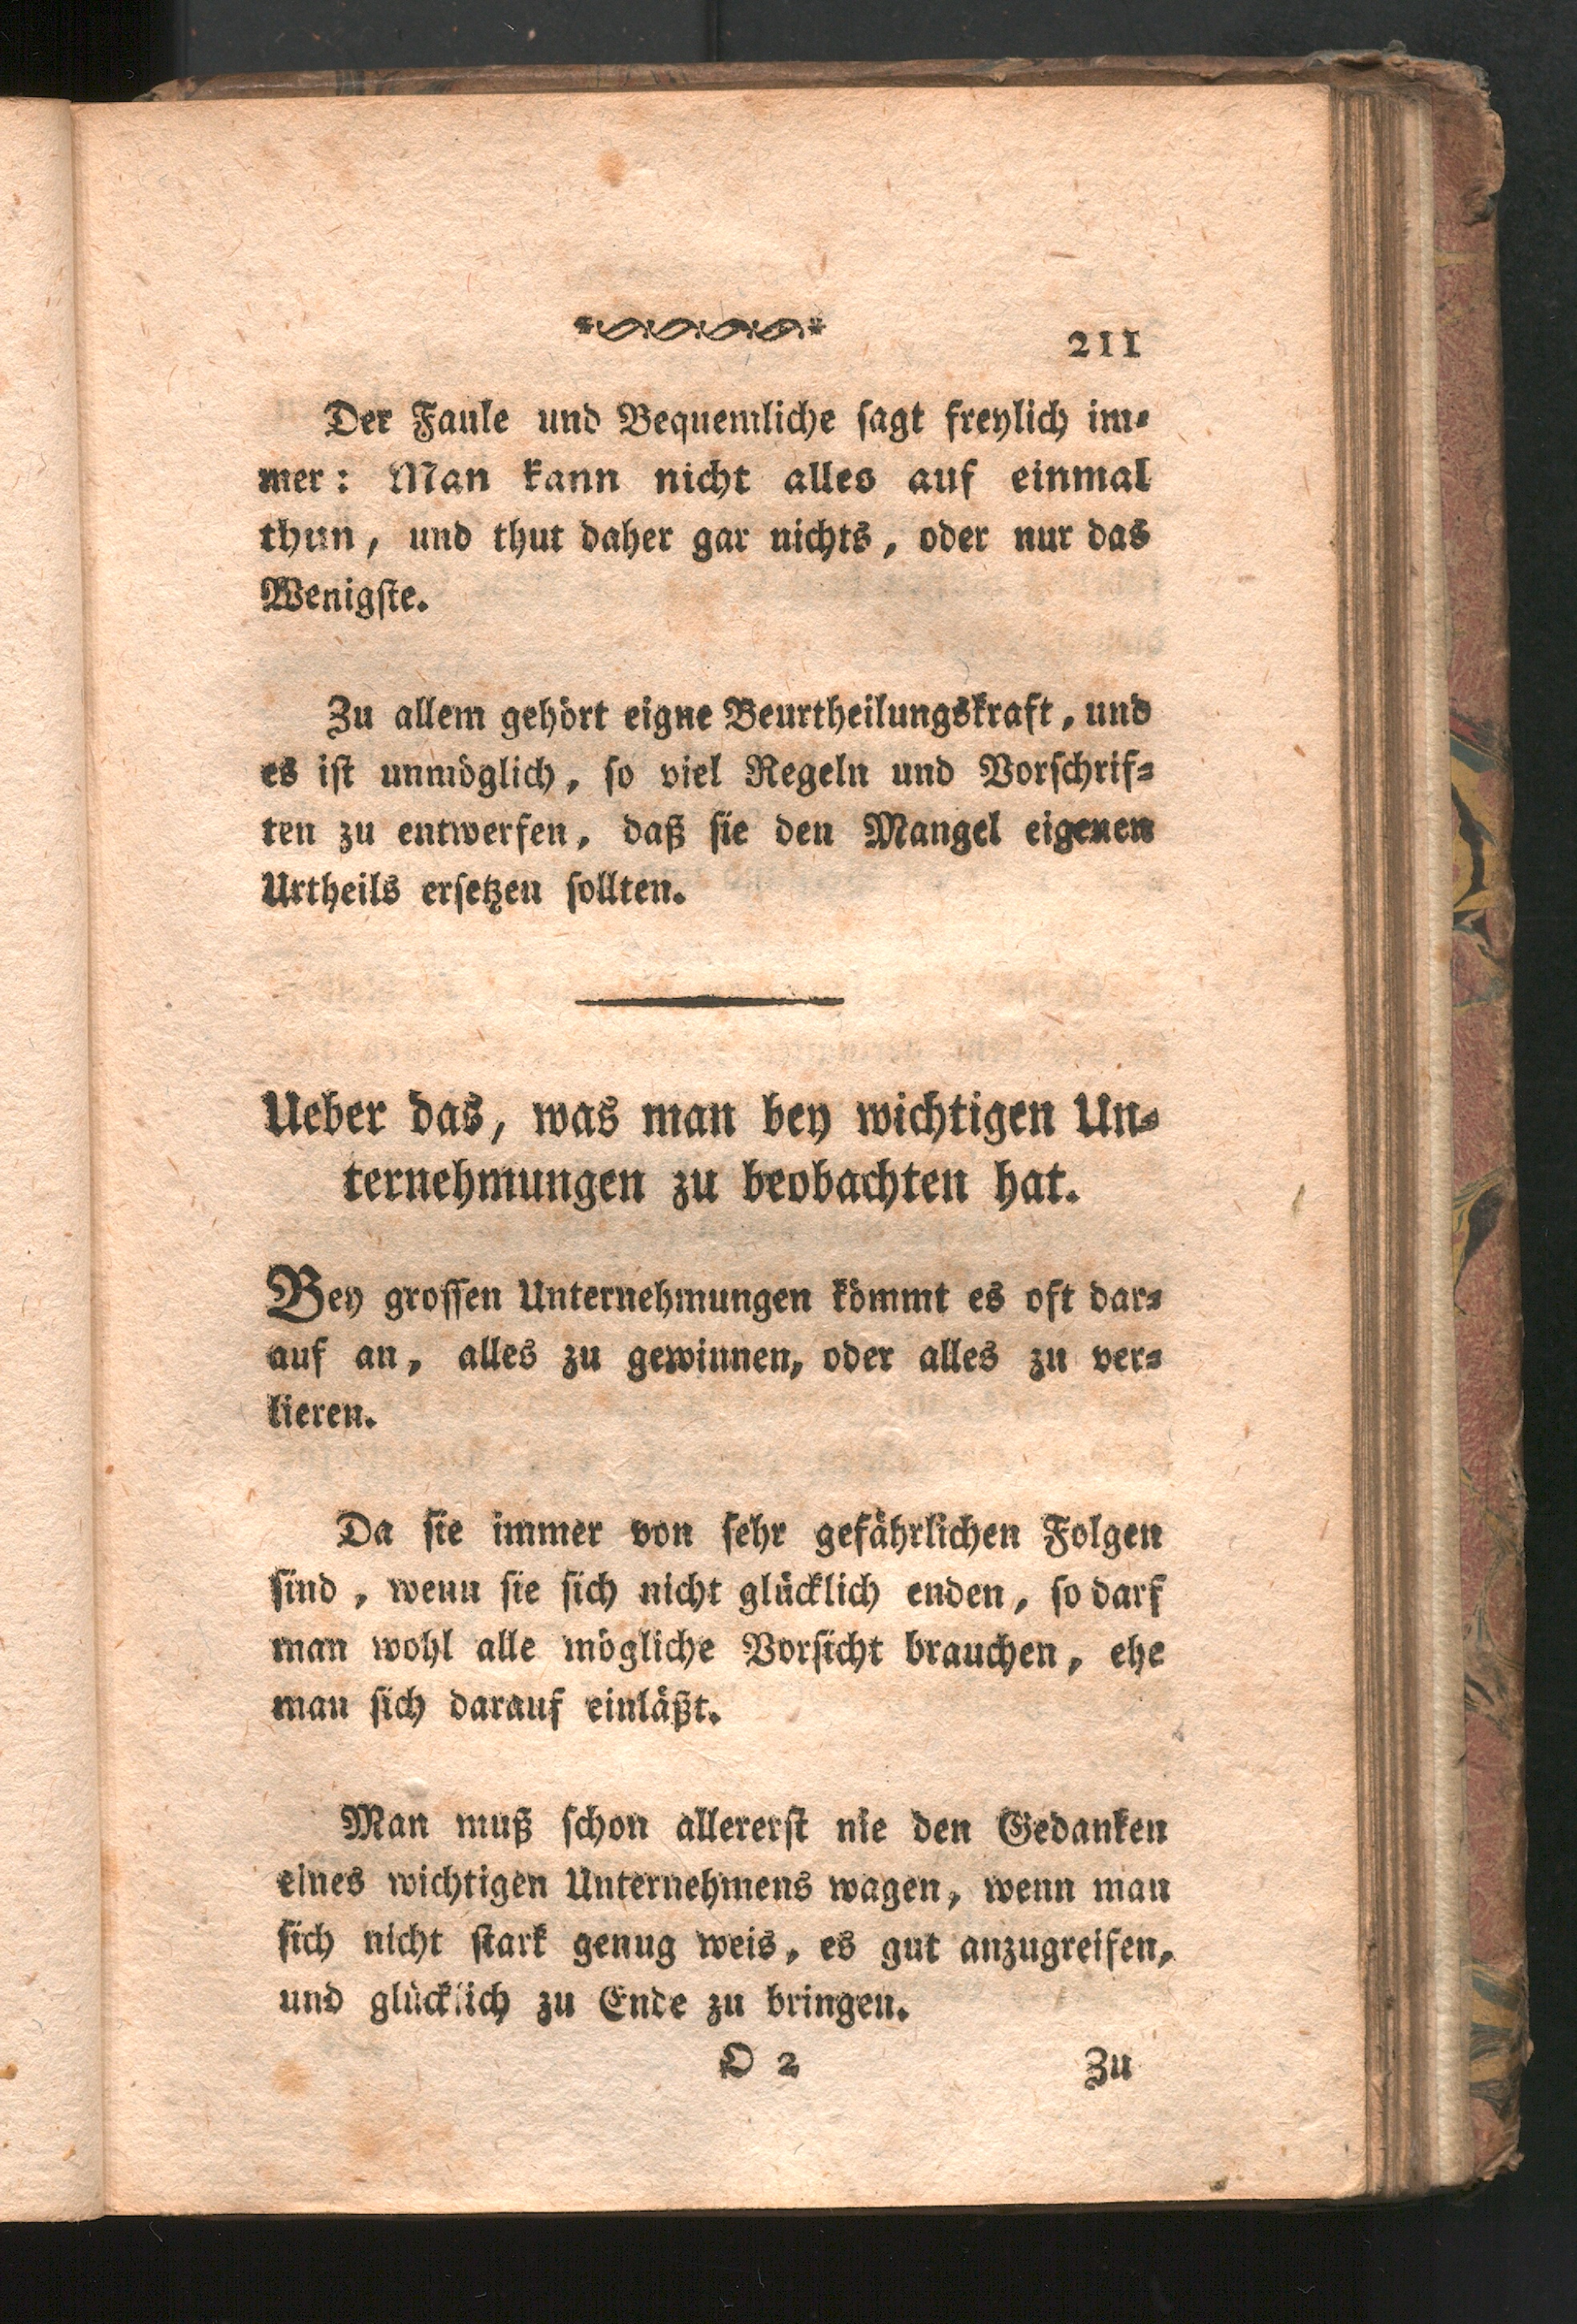 211
Der Faule und Bequemliche ſagt freylich im⸗
mer: Man kann nicht alles auf einmal
thun, und thut daher gar nichts, oder nur das
Wenigſte.
Zu allem gehört eigne Beurtheilungskraft, und
es iſt unmöglich, ſo viel Regeln und Vorſchrif⸗
ten zu entwerfen, daß ſie den Mangel eigenen
Urtheils erſetzen ſollten.
Ueber das, was man bey wichtigen Un⸗
ternehmungen zu beobachten hat.
Bey groſſen Unternehmungen kömmt es oft dar⸗
auf an, alles zu gewinnen, oder alles zu ver⸗
lieren.
Da ſie immer von ſehr gefährlichen Folgen
ſind, wenn ſie ſich nicht glücklich enden, ſo darf
man wohl alle mögliche Vorſicht brauchen, ehe
man ſich darauf einläßt.
Man muß ſchon allererſt nie den Gedanken
eines wichtigen Unternehmens wagen, wenn man
ſich nicht ſtark genug weis, es gut anzugreifen,
und glücklich zu Ende zu bringen.
O 2 Zu